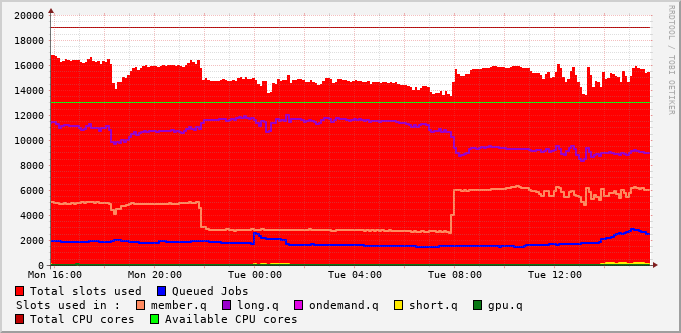 20000
18000
16000
14000
12000
10000
8000
6000
4000
2000
0
Mon 16:00 Mon 20:00 Tue 00:00 Tue 04:00 Tue 08:00 Tue 12:00
Total slots used Queued Jobs
Slots used in : member.q long.q ondemand.q short.q gpu.q
Total CPU cores Available CPU cores
RRDTOOL / TOBI OETIKER